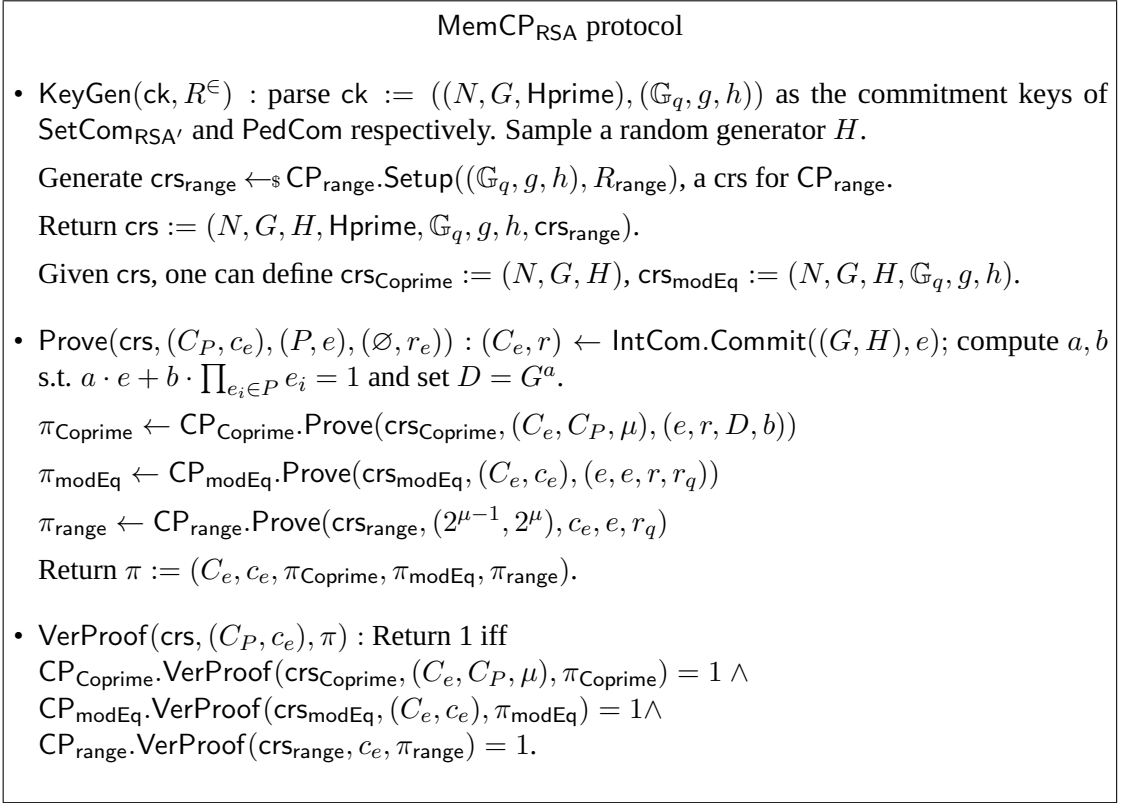 MemCP_RSA protocol
• KeyGen(ck, R^∈) : parse ck := ((N, G, Hprime), (𝔾_q, g, h)) as the commitment keys of
SetCom_RSA′ and PedCom respectively. Sample a random generator H.
Generate crs_range ←$ CP_range.Setup((𝔾_q, g, h), R_range), a crs for CP_range.
Return crs := (N, G, H, Hprime, 𝔾_q, g, h, crs_range).
Given crs, one can define crs_Coprime := (N, G, H), crs_modEq := (N, G, H, 𝔾_q, g, h).
• Prove(crs, (C_P, c_e), (P, e), (∅, r_e)) : (C_e, r) ← IntCom.Commit((G, H), e); compute a, b
s.t. a · e + b · ∏_{e_i∈P} e_i = 1 and set D = G^a.
π_Coprime ← CP_Coprime.Prove(crs_Coprime, (C_e, C_P, μ), (e, r, D, b))
π_modEq ← CP_modEq.Prove(crs_modEq, (C_e, c_e), (e, e, r, r_q))
π_range ← CP_range.Prove(crs_range, (2^{μ−1}, 2^μ), c_e, e, r_q)
Return π := (C_e, c_e, π_Coprime, π_modEq, π_range).
• VerProof(crs, (C_P, c_e), π) : Return 1 iff
CP_Coprime.VerProof(crs_Coprime, (C_e, C_P, μ), π_Coprime) = 1 ∧
CP_modEq.VerProof(crs_modEq, (C_e, c_e), π_modEq) = 1∧
CP_range.VerProof(crs_range, c_e, π_range) = 1.